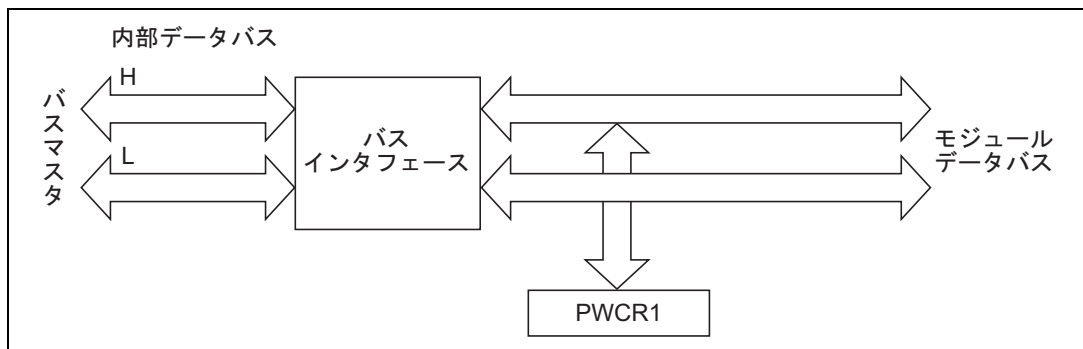 内部データバス
H
L
バスマスタ
バス
インタフェース
モジュール
データバス
PWCR1